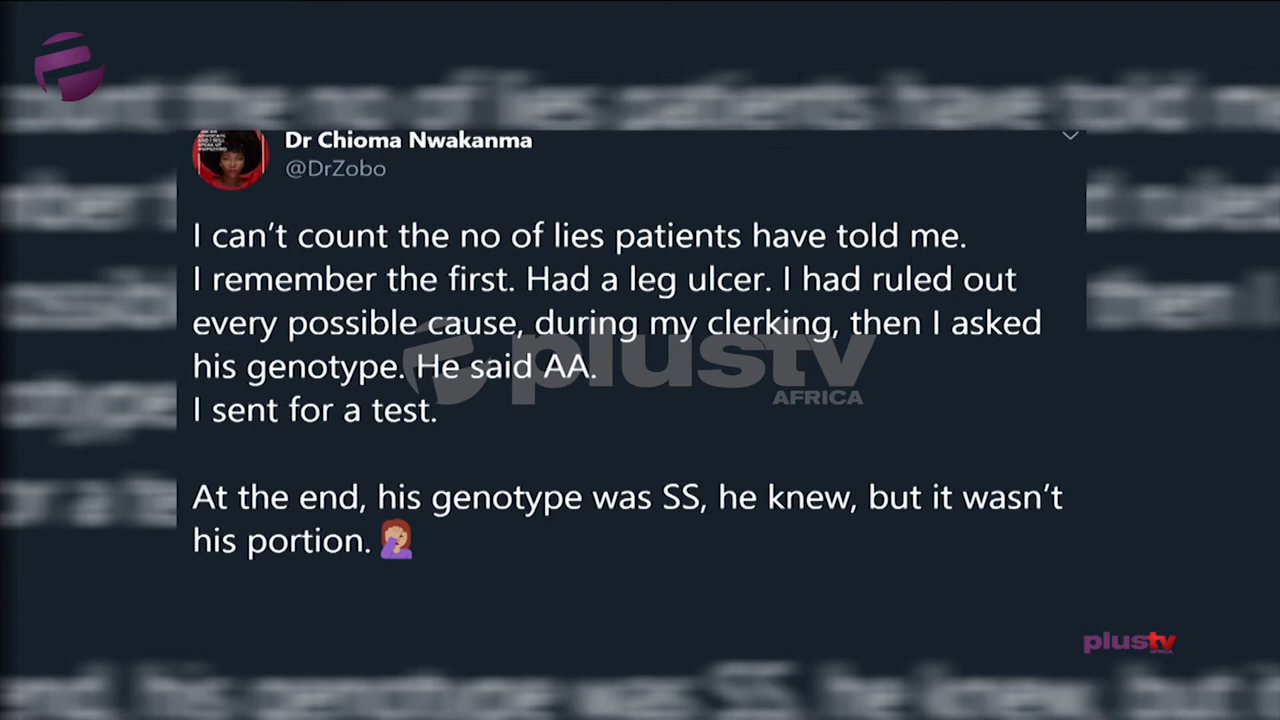 Dr Chioma Nwakanma
@DrZobo
I can't count the no of lies patients have told me.
I remember the first. Had a leg ulcer. I had ruled out
every possible cause, during my clerking, then I asked
his genotype. He said AA.
I sent for a test.
At the end, his genotype was SS, he knew, but it wasn't
his portion. 🤦🏼‍♀️
plustv
AFRICA
plustv
AFRICA